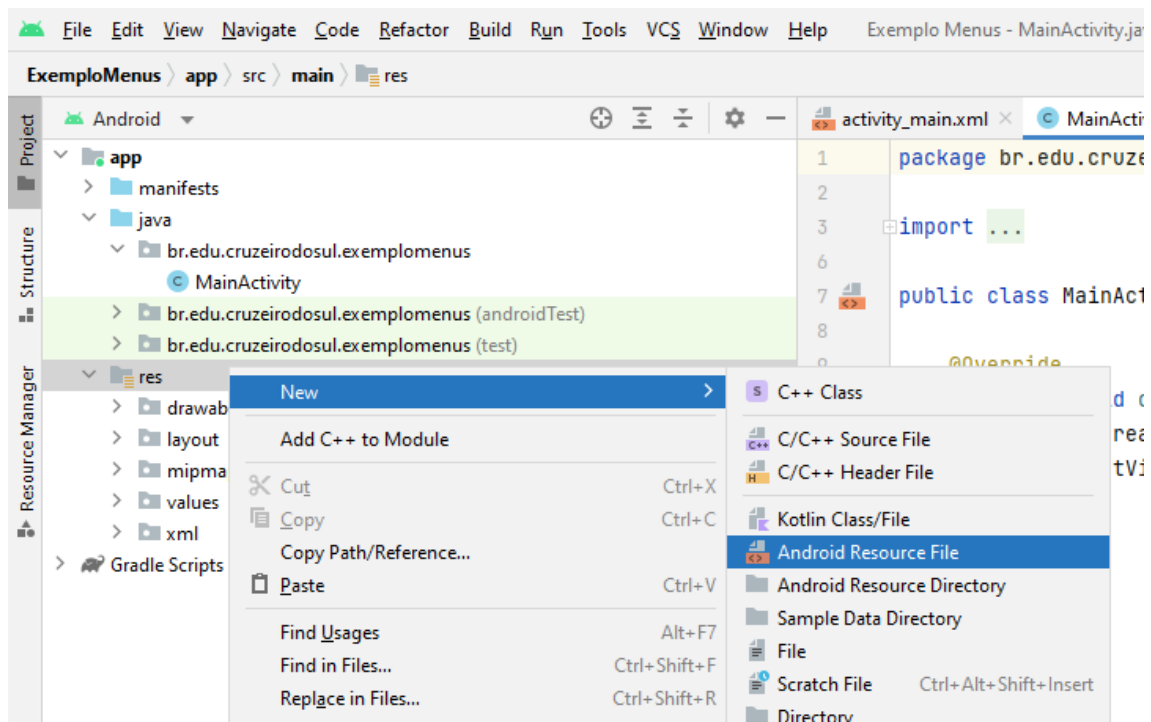 File Edit View Navigate Code Refactor Build Run Tools VCS Window Help Exemplo Menus - MainActivity.ja
ExemploMenus app src main res
Project
Structure
Resource Manager
Android
app
manifests
java
br.edu.cruzeirodosul.exemplomenus
MainActivity
br.edu.cruzeirodosul.exemplomenus (androidTest)
br.edu.cruzeirodosul.exemplomenus (test)
res
drawab
layout
mipma
values
xml
Gradle Scripts
activity_main.xml MainActi
1 package br.edu.cruze
2
3 import ...
6
7 public class MainAct
8
9 @Override
d
rea
tVi
New
Add C++ to Module
Cut Ctrl+X
Copy Ctrl+C
Copy Path/Reference...
Paste Ctrl+V
Find Usages Alt+F7
Find in Files... Ctrl+Shift+F
Replace in Files... Ctrl+Shift+R
S C++ Class
C++ C/C++ Source File
H C/C++ Header File
Kotlin Class/File
Android Resource File
Android Resource Directory
Sample Data Directory
File
Scratch File Ctrl+Alt+Shift+Insert
Directory